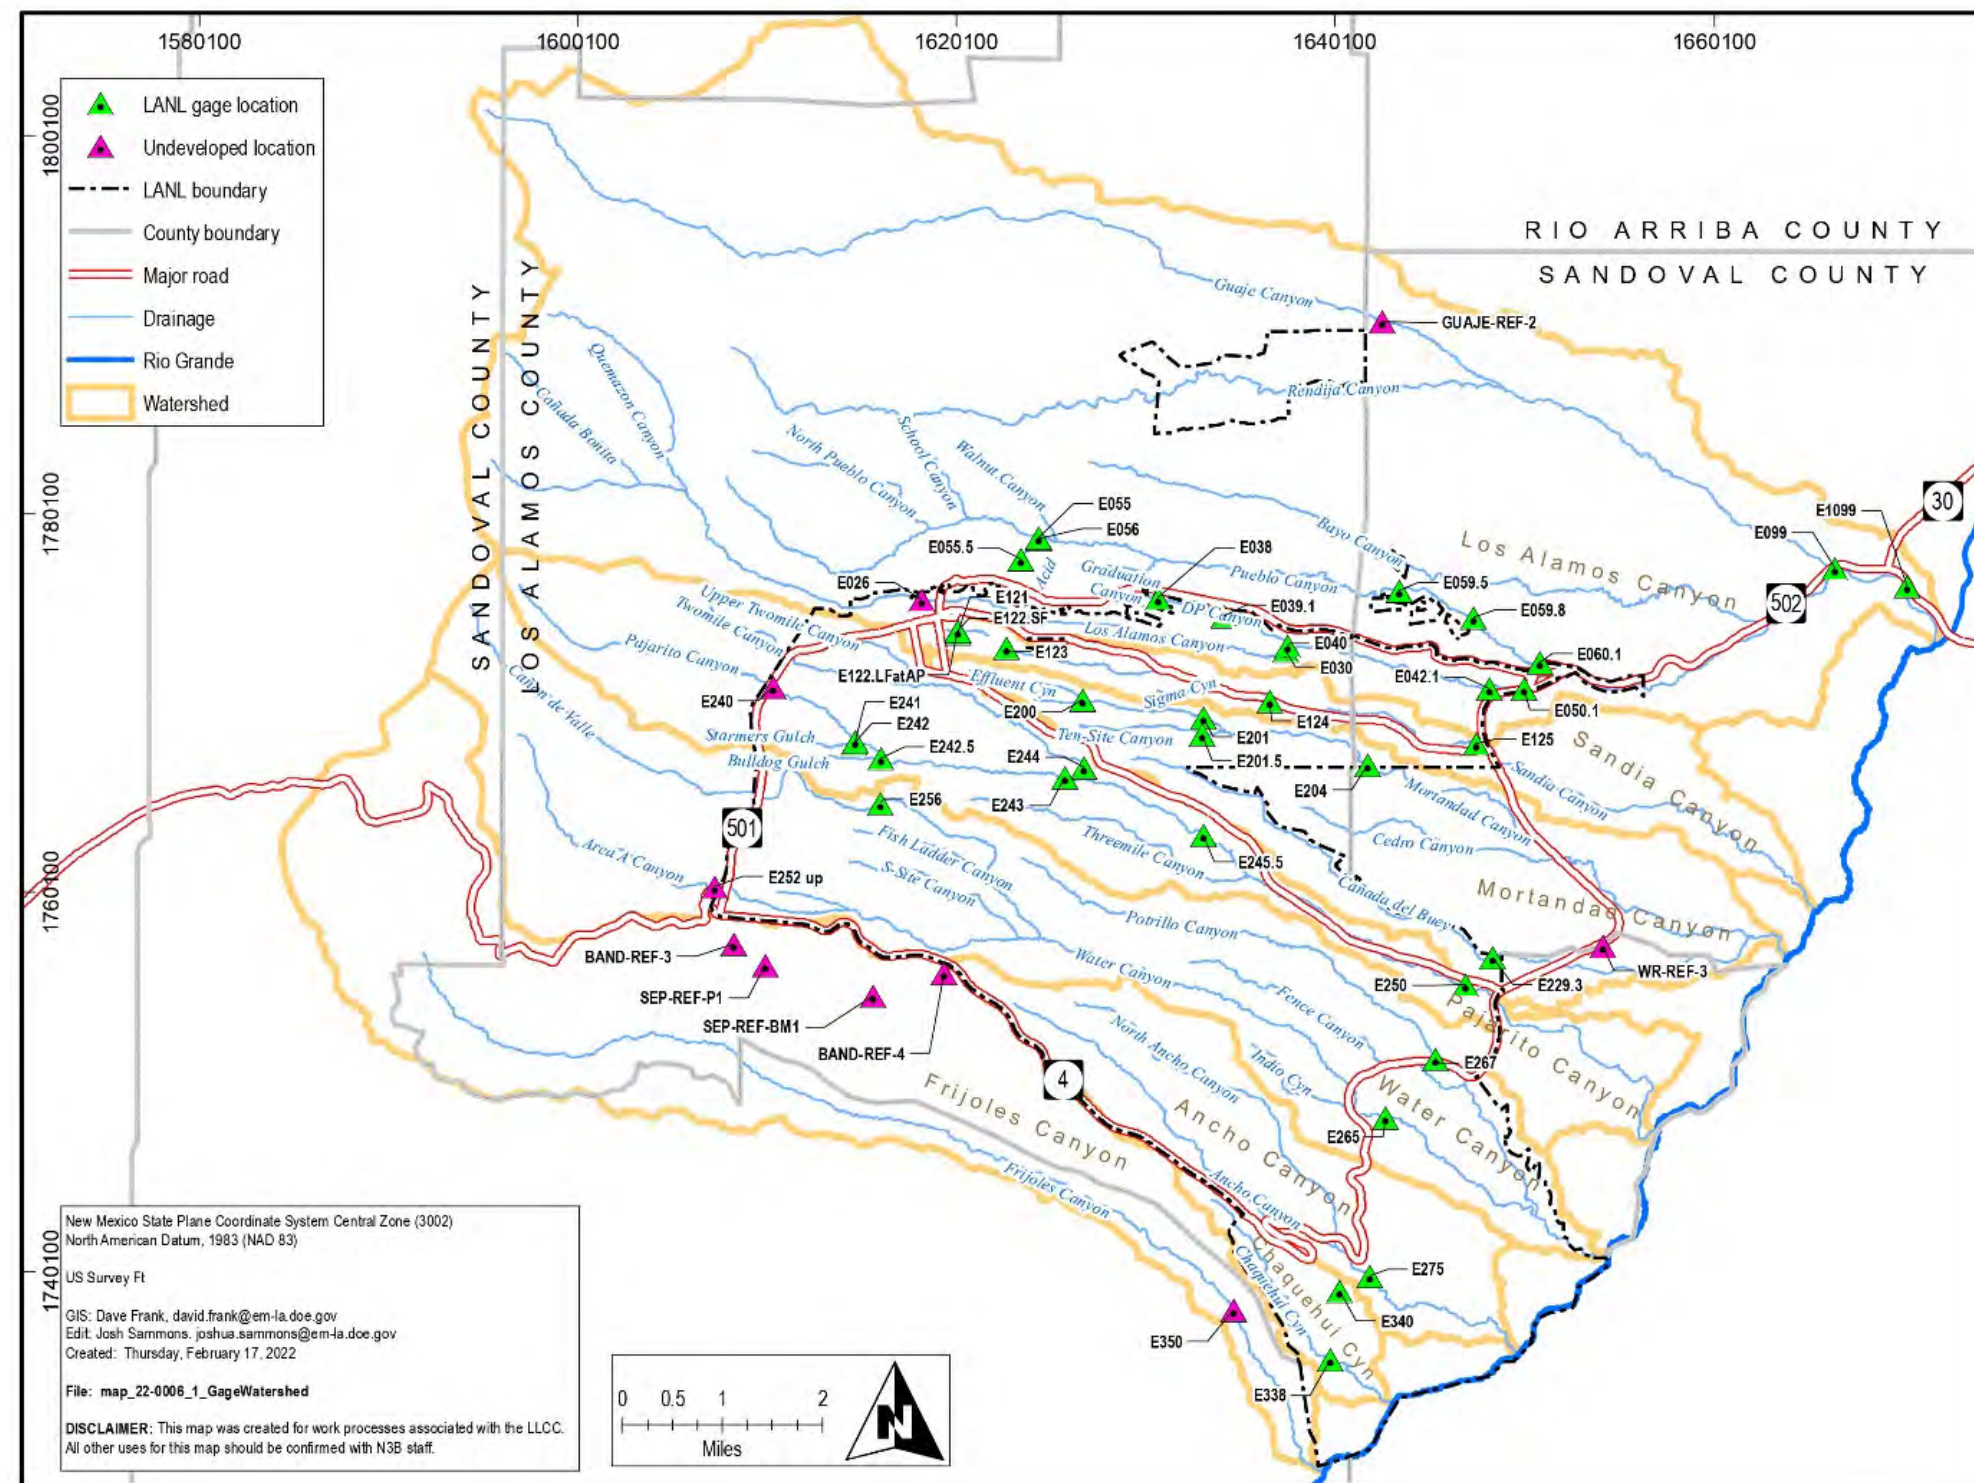 1580100
1600100
1620100
1640100
1660100
1800100
1780100
1760100
1740100
LANL gage location
Undeveloped location
LANL boundary
County boundary
Major road
Drainage
Rio Grande
Watershed
RIO ARRIBA COUNTY
SANDOVAL COUNTY
SANDOVAL COUNTY
LOS ALAMOS COUNTY
Guaje Canyon
GUAJE-REF-2
Rendija Canyon
Quemazon Canyon
Cañada Bonita
School Canyon
Walnut Canyon
North Pueblo Canyon
30
E1099
E055
E099
E056
Bayo Canyon
Los Alamos Canyon
E055.5
E038
Acid
Graduation
Canyon
Pueblo Canyon
E026
E059.5
Upper Twomile Canyon
E121
DP Canyon
E039.1
502
Twomile Canyon
E122.SF
E059.8
Los Alamos Canyon
Pajarito Canyon
E123
E040
E060.1
E122.LFatAP
E030
Cañon de Valle
Effluent Cyn
Sigma Cyn
E042.1
E240
E241
E200
E124
E050.1
Starmers Gulch
E242
Ten-Site Canyon
E201
E125
Sandia Canyon
E242.5
Bulldog Gulch
E244
E201.5
Sandia Canyon
E243
E204
E256
Mortandad Canyon
501
Fish Ladder Canyon
Threemile Canyon
Cedro Canyon
Area A Canyon
S-Site Canyon
E245.5
E252 up
Cañada del Buey
Mortandad Canyon
Potrillo Canyon
BAND-REF-3
Water Canyon
WR-REF-3
SEP-REF-P1
E250
E229.3
Fence Canyon
Pajarito Canyon
SEP-REF-BM1
North Ancho Canyon
BAND-REF-4
Indio Cyn
E267
4
Frijoles Canyon
Water Canyon
Ancho Canyon
E265
Frijoles Canyon
Ancho Canyon
Chaquehui Cyn
Chaquehui Cyn
E275
E340
E350
E338
New Mexico State Plane Coordinate System Central Zone (3002)
North American Datum, 1983 (NAD 83)
US Survey Ft
GIS: Dave Frank, david.frank@em-la.doe.gov
Edit: Josh Sammons. joshua.sammons@em-la.doe.gov
Created: Thursday, February 17, 2022
File: map_22-0006_1_GageWatershed
DISCLAIMER: This map was created for work processes associated with the LLCC.
All other uses for this map should be confirmed with N3B staff.
0 0.5 1 2
Miles
N